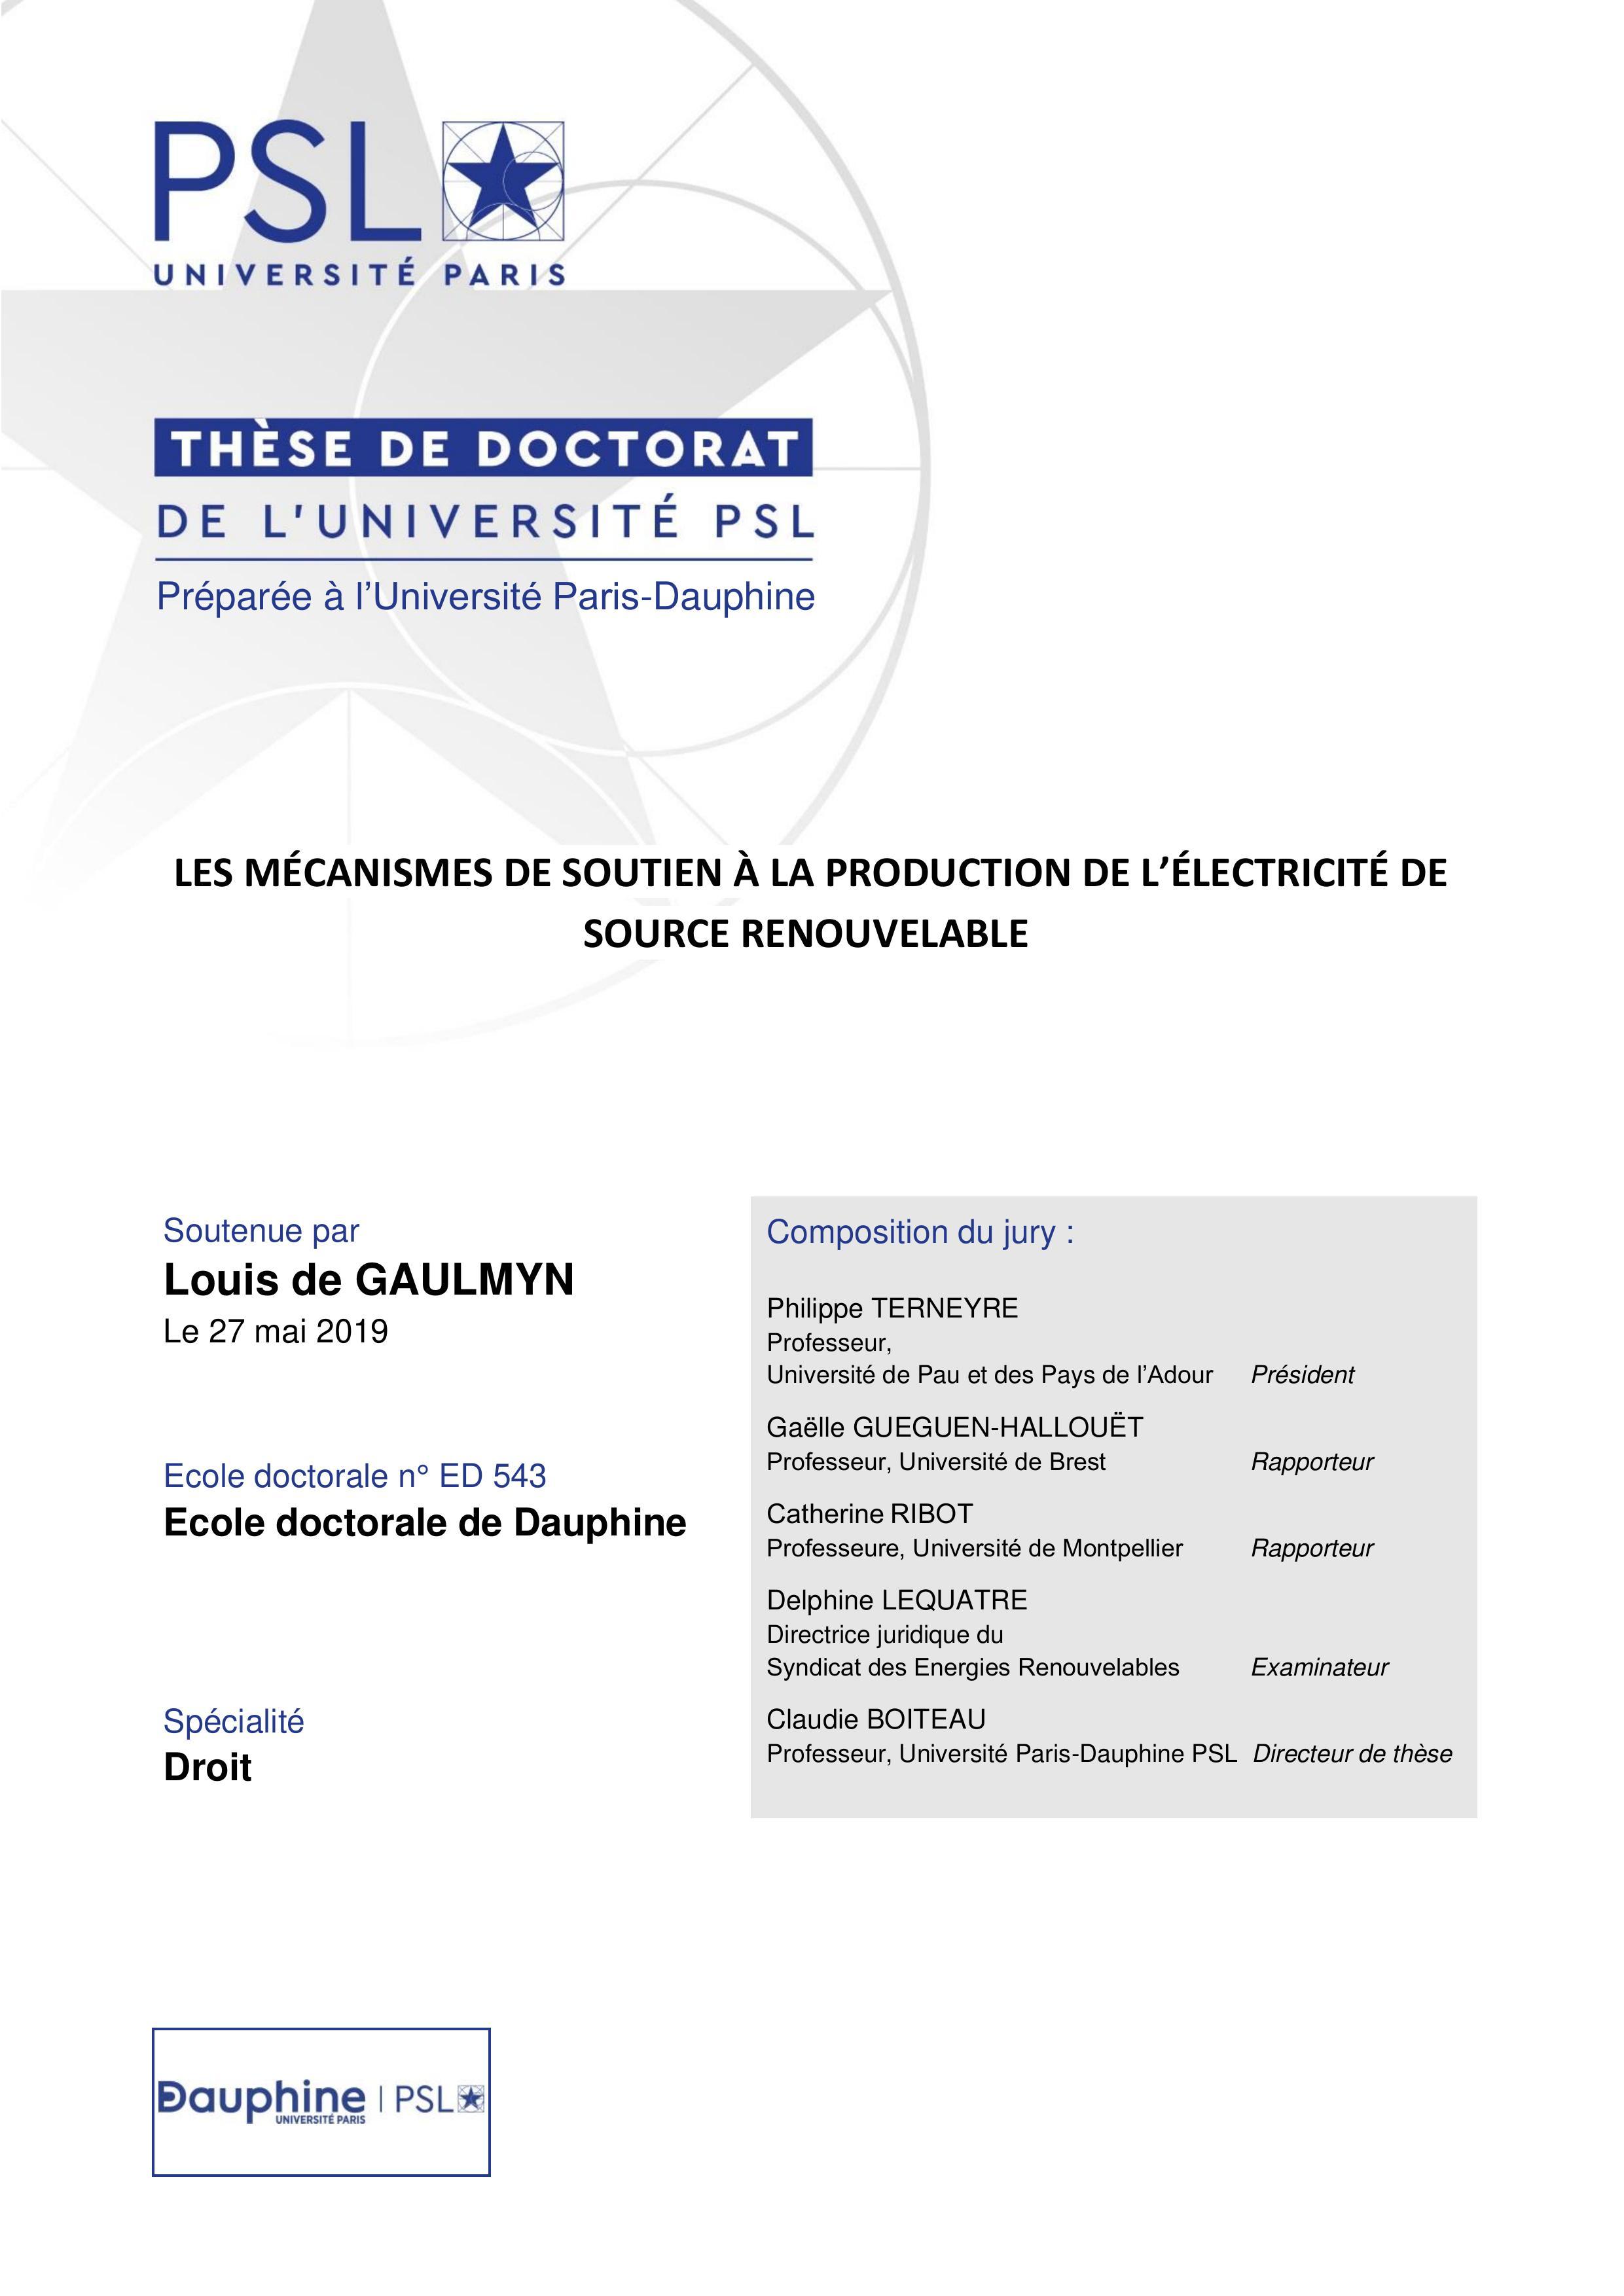 PSL
UNIVERSITÉ PARIS
THÈSE DE DOCTORAT
DE L'UNIVERSITÉ PSL
Préparée à l’Université Paris-Dauphine
LES MÉCANISMES DE SOUTIEN À LA PRODUCTION DE L’ÉLECTRICITÉ DE
SOURCE RENOUVELABLE
Soutenue par
Louis de GAULMYN
Le 27 mai 2019
Ecole doctorale n° ED 543
Ecole doctorale de Dauphine
Spécialité
Droit
Composition du jury :
Philippe TERNEYRE
Professeur,
Université de Pau et des Pays de l’Adour Président
Gaëlle GUEGUEN-HALLOUËT
Professeur, Université de Brest Rapporteur
Catherine RIBOT
Professeure, Université de Montpellier Rapporteur
Delphine LEQUATRE
Directrice juridique du
Syndicat des Energies Renouvelables Examinateur
Claudie BOITEAU
Professeur, Université Paris-Dauphine PSL Directeur de thèse
Dauphine | PSL
UNIVERSITÉ PARIS